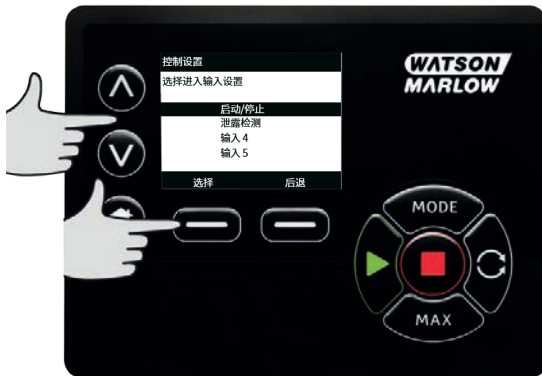 控制设置
选择进入输入设置
启动/停止
泄露检测
输入 4
输入 5
选择 后退
WATSON
MARLOW
MODE
MAX